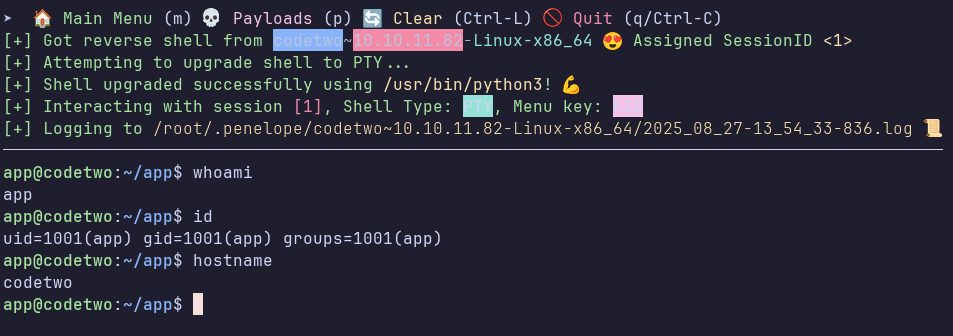 ➤ 🏠 Main Menu (m) 💀 Payloads (p) 🔄 Clear (Ctrl-L) 🚫 Quit (q/Ctrl-C)
[+] Got reverse shell from codetwo~10.10.11.82-Linux-x86_64 😍 Assigned SessionID <1>
[+] Attempting to upgrade shell to PTY...
[+] Shell upgraded successfully using /usr/bin/python3! 💪
[+] Interacting with session [1], Shell Type: PTY, Menu key:
[+] Logging to /root/.penelope/codetwo~10.10.11.82-Linux-x86_64/2025_08_27-13_54_33-836.log 📜
app@codetwo:~/app$ whoami
app
app@codetwo:~/app$ id
uid=1001(app) gid=1001(app) groups=1001(app)
app@codetwo:~/app$ hostname
codetwo
app@codetwo:~/app$